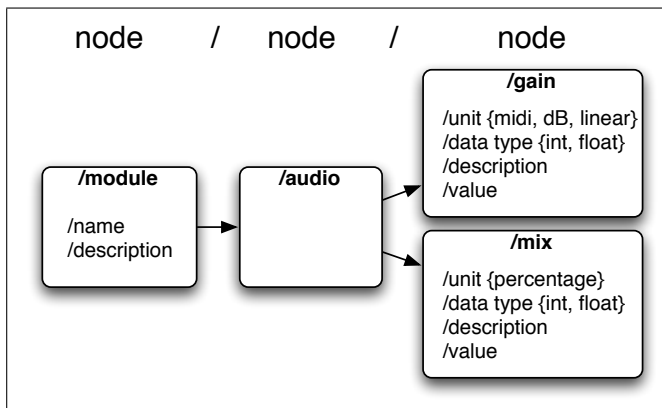 node / node / node
/module
/name
/description
/audio
/gain
/unit {midi, dB, linear}
/data type {int, float}
/description
/value
/mix
/unit {percentage}
/data type {int, float}
/description
/value